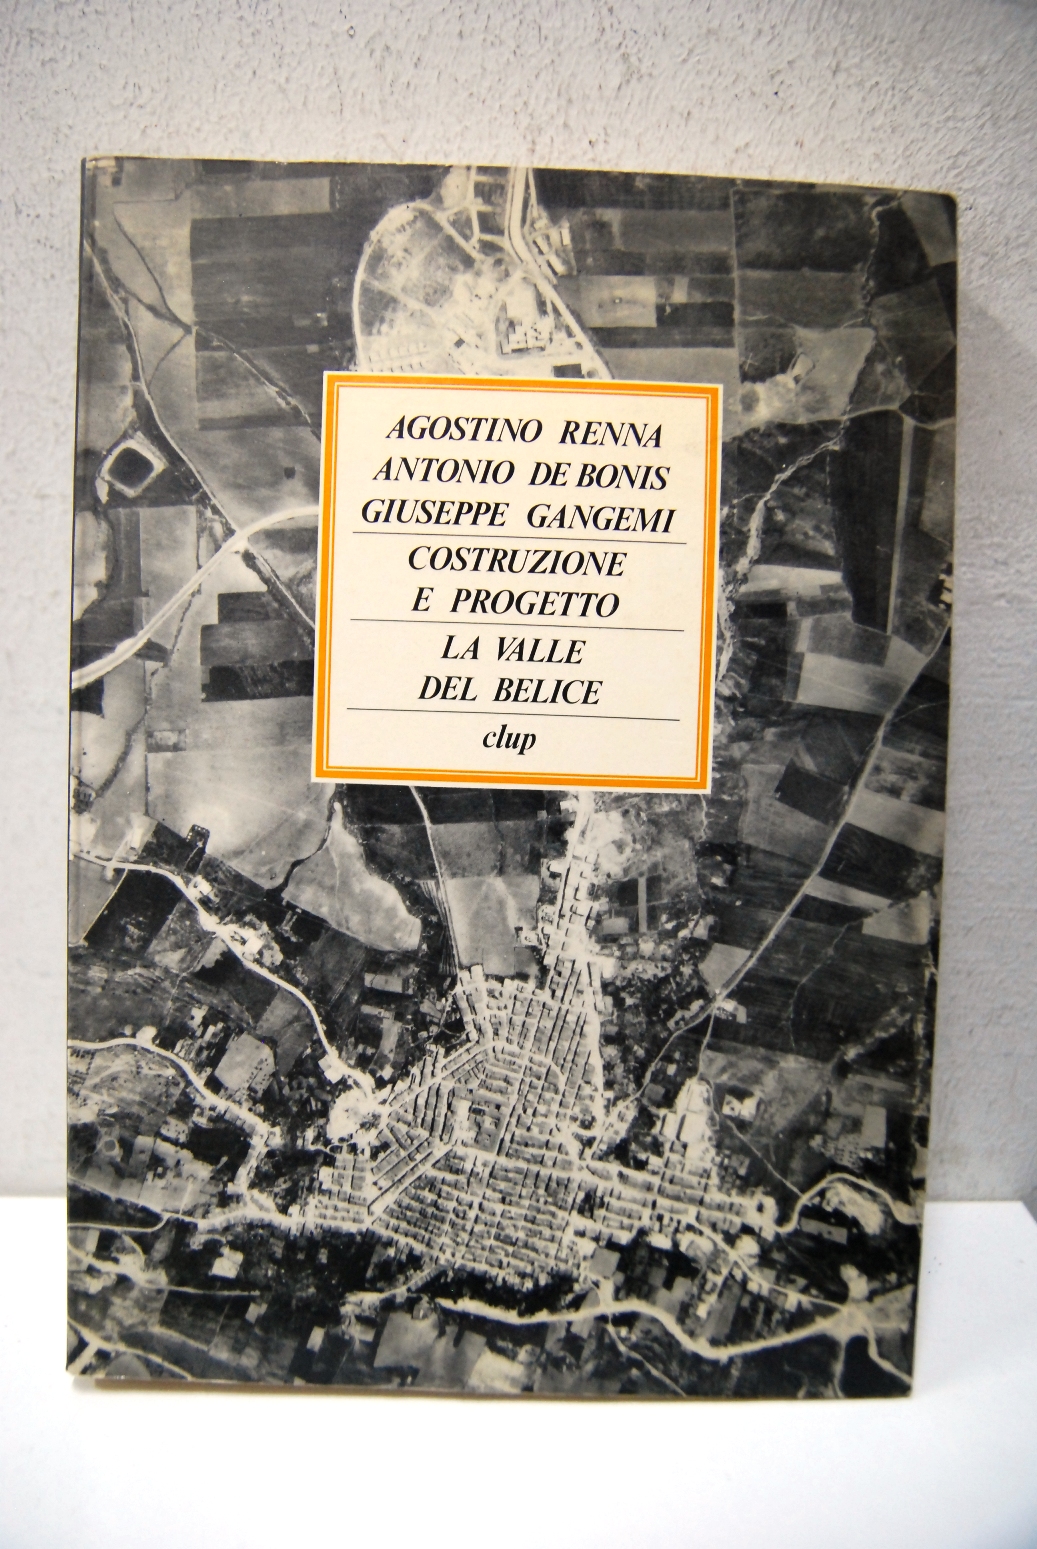 AGOSTINO RENNA
ANTONIO DE BONIS
GIUSEPPE GANGEMI
COSTRUZIONE
E PROGETTO
LA VALLE
DEL BELICE
clup